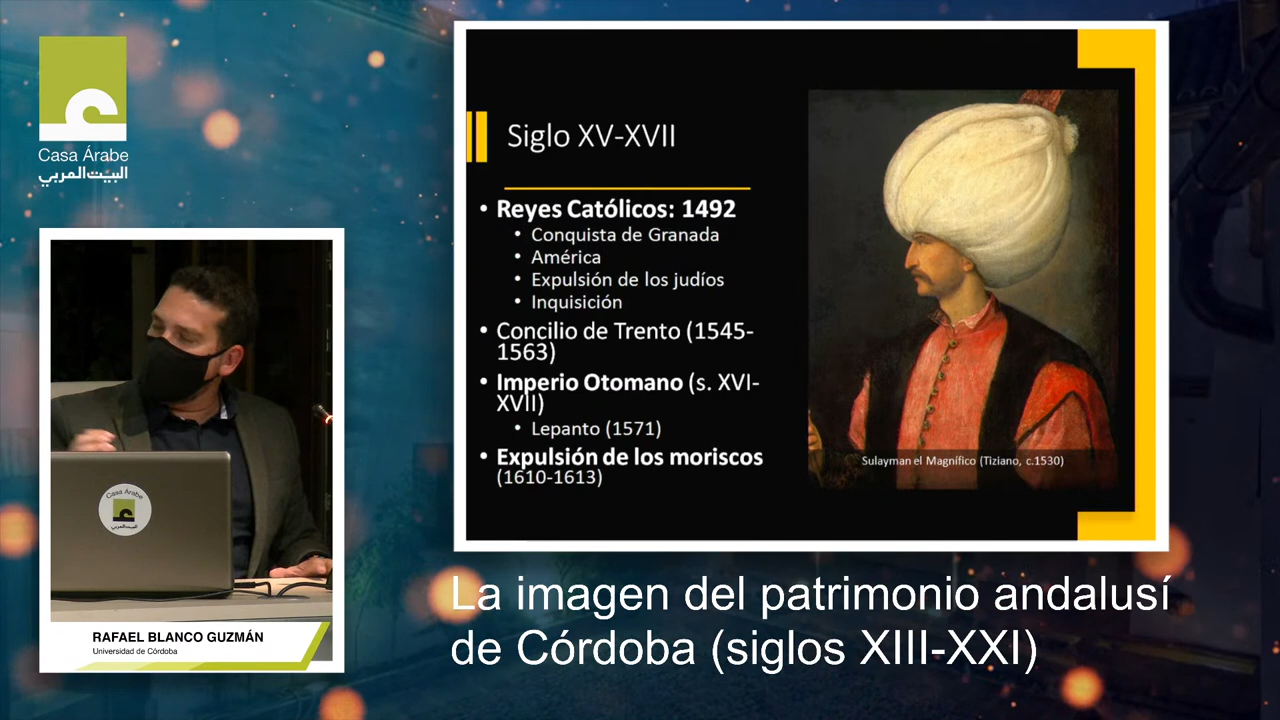 Casa Árabe
البيت العربي
Siglo XV-XVII
• Reyes Católicos: 1492
• Conquista de Granada
• América
• Expulsión de los judíos
• Inquisición
• Concilio de Trento (1545-
1563)
• Imperio Otomano (s. XVI-
XVII)
• Lepanto (1571)
• Expulsión de los moriscos
(1610-1613)
Sulayman el Magnífico (Tiziano, c.1530)
Casa Árabe
البيت العربي
RAFAEL BLANCO GUZMÁN
Universidad de Córdoba
La imagen del patrimonio andalusí
de Córdoba (siglos XIII-XXI)